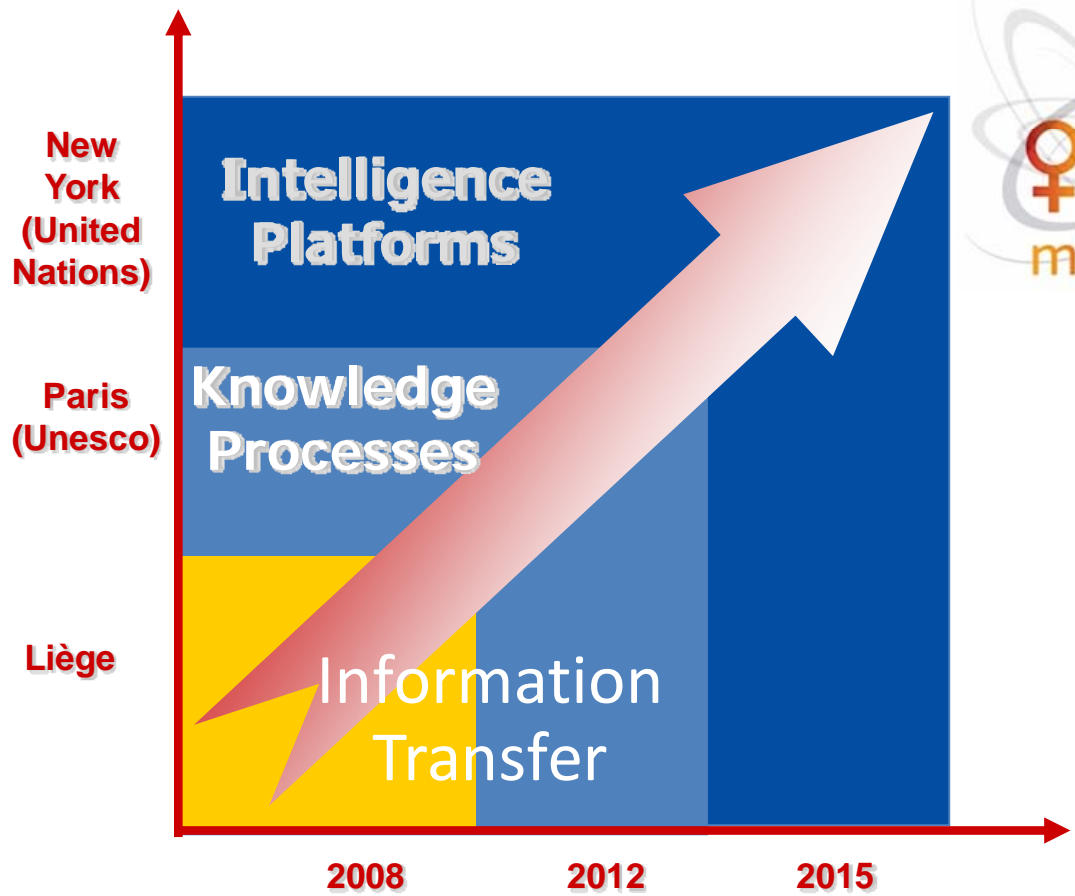 New
York
(United
Nations)
Intelligence
Platforms
Paris
(Unesco)
Knowledge
Processes
Liège
Information
Transfer
2008
2012
2015